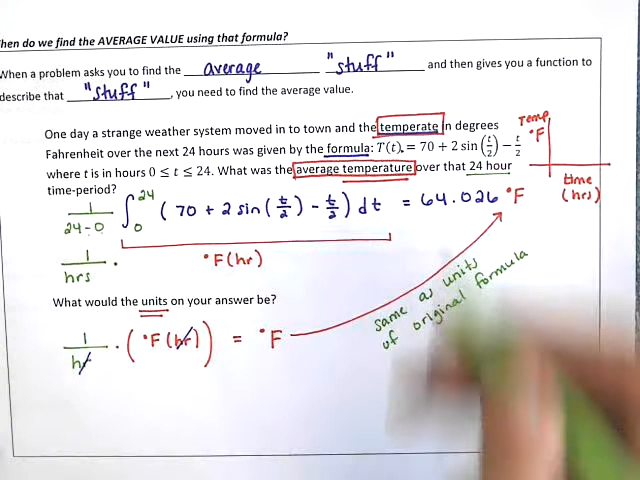 hen do we find the AVERAGE VALUE using that formula?
When a problem asks you to find the average "stuff" and then gives you a function to
describe that "stuff", you need to find the average value.
One day a strange weather system moved in to town and the temperate in degrees
Fahrenheit over the next 24 hours was given by the formula: T(t) = 70 + 2 sin(t/2) − t/2
where t is in hours 0 ≤ t ≤ 24. What was the average temperature over that 24 hour
time-period?
Temp
°F
time
(hrs)
1/(24-0) ∫₀²⁴ (70 + 2 sin(t/2) - t/2) dt = 64.026 °F
1/hrs · °F(hr)
What would the units on your answer be?
1/hr · (°F(hr)) = °F
same as units
of original formula